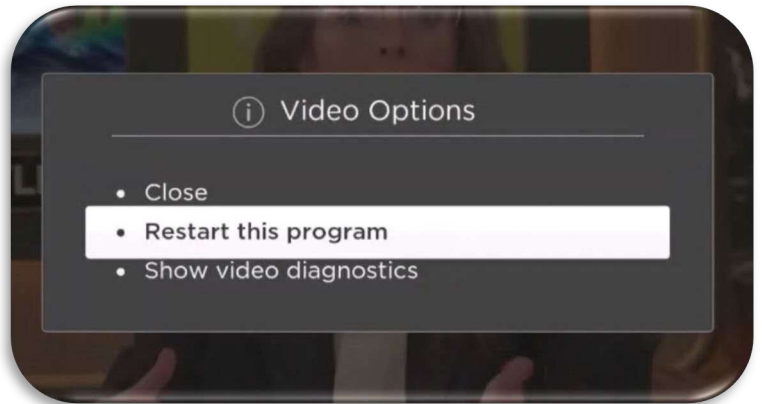 Video Options
• Close
• Restart this program
• Show video diagnostics